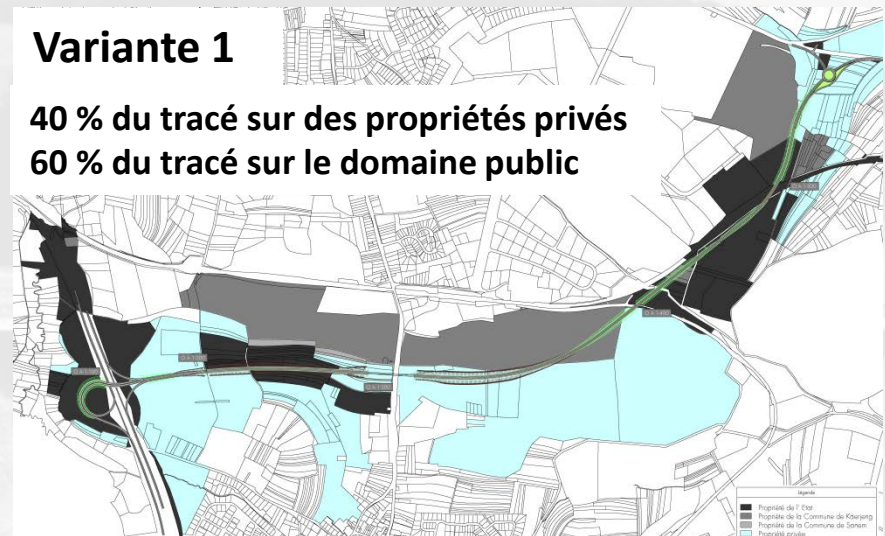 Variante 1
40 % du tracé sur des propriétés privés
60 % du tracé sur le domaine public
Légende
Propriété de l' Etat
Propriété de la Commune de Käerjeng
Propriété de la Commune de Sanem
Propriété privée